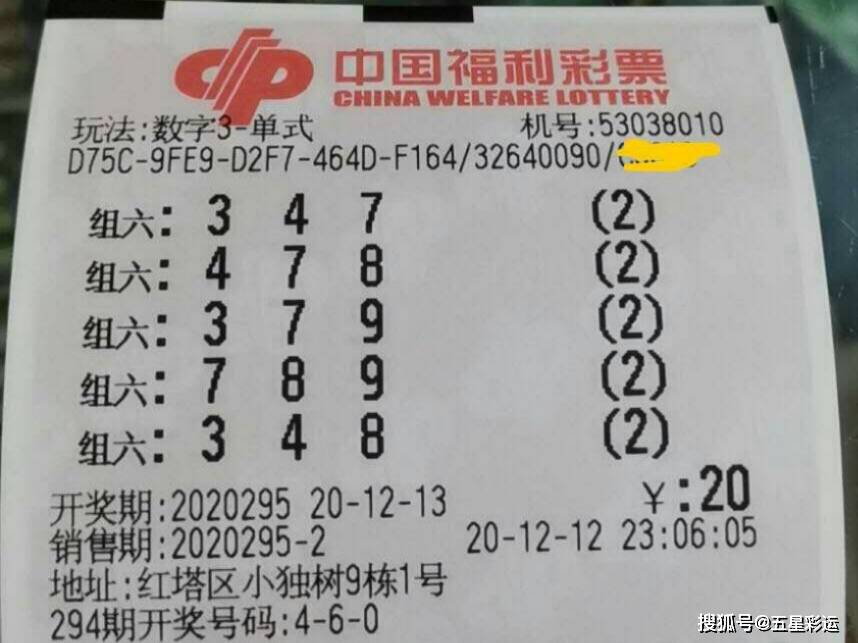 中国福利彩票
CHINA WELFARE LOTTERY
玩法:数字3-单式 机号:53038010
D75C-9FE9-D2F7-464D-F164/32640090/
组六: 3 4 7 (2)
组六: 4 7 8 (2)
组六: 3 7 9 (2)
组六: 7 8 9 (2)
组六: 3 4 8 (2)
¥:20
开奖期:2020295 20-12-13
销售期:2020295-2 20-12-12 23:06:05
地址:红塔区小独树9栋1号
294期开奖号码:4-6-0
搜狐号@五星彩运